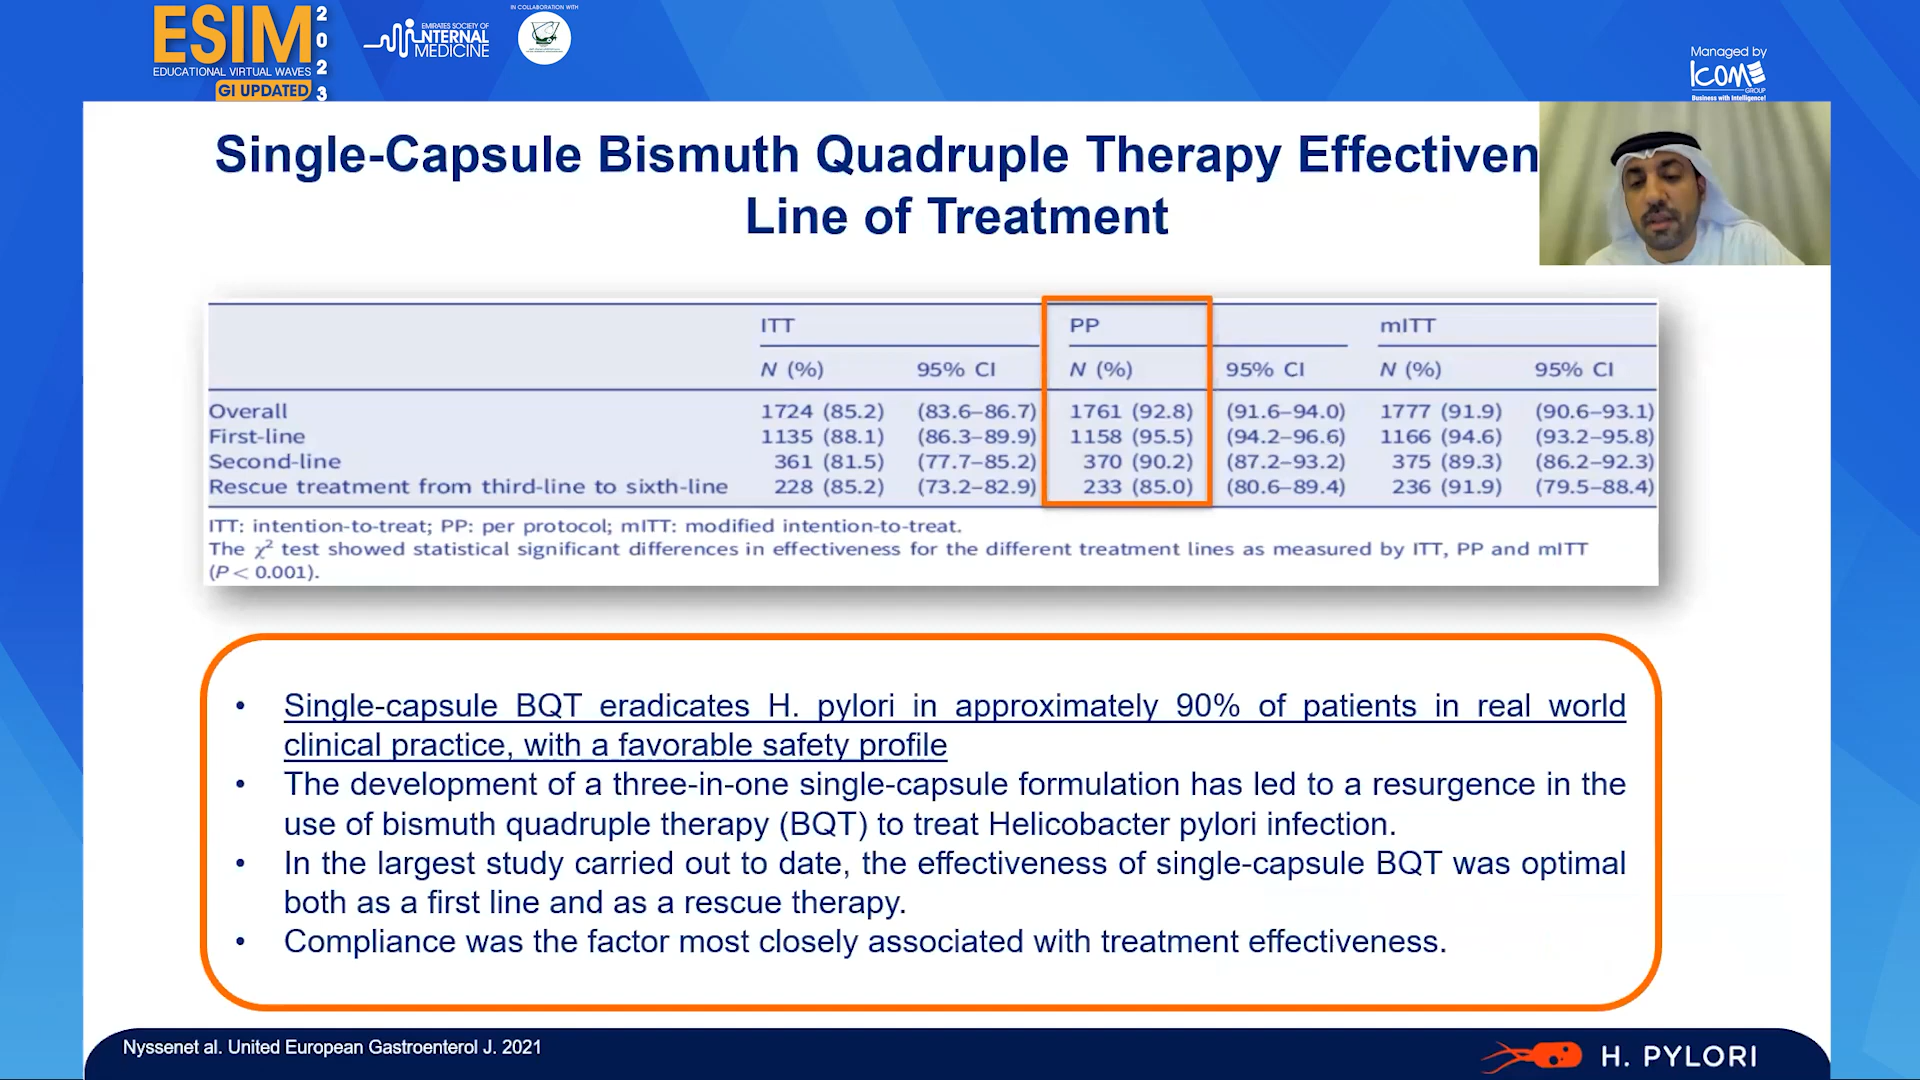 ESIM 2023
EDUCATIONAL VIRTUAL WAVES
GI UPDATED
EMIRATES SOCIETY OF
INTERNAL
MEDICINE
IN COLLABORATION WITH
Managed by
ICOME
GROUP
Business with Intelligence!
Single-Capsule Bismuth Quadruple Therapy Effectiven
Line of Treatment
ITT PP mITT
N (%) 95% CI N (%) 95% CI N (%) 95% CI
Overall 1724 (85.2) (83.6–86.7) 1761 (92.8) (91.6–94.0) 1777 (91.9) (90.6–93.1)
First-line 1135 (88.1) (86.3–89.9) 1158 (95.5) (94.2–96.6) 1166 (94.6) (93.2–95.8)
Second-line 361 (81.5) (77.7–85.2) 370 (90.2) (87.2–93.2) 375 (89.3) (86.2–92.3)
Rescue treatment from third-line to sixth-line 228 (85.2) (73.2–82.9) 233 (85.0) (80.6–89.4) 236 (91.9) (79.5–88.4)
ITT: intention-to-treat; PP: per protocol; mITT: modified intention-to-treat.
The χ² test showed statistical significant differences in effectiveness for the different treatment lines as measured by ITT, PP and mITT
(P < 0.001).
• Single-capsule BQT eradicates H. pylori in approximately 90% of patients in real world
clinical practice, with a favorable safety profile
• The development of a three-in-one single-capsule formulation has led to a resurgence in the
use of bismuth quadruple therapy (BQT) to treat Helicobacter pylori infection.
• In the largest study carried out to date, the effectiveness of single-capsule BQT was optimal
both as a first line and as a rescue therapy.
• Compliance was the factor most closely associated with treatment effectiveness.
Nyssenet al. United European Gastroenterol J. 2021
H. PYLORI